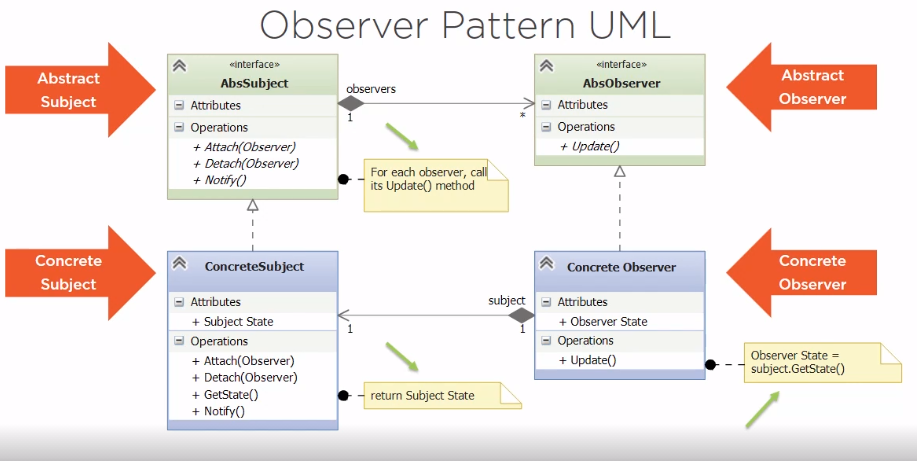 Observer Pattern UML
Abstract
Subject
«interface»
AbsSubject
Attributes
Operations
+ Attach(Observer)
+ Detach(Observer)
+ Notify()
observers
1
*
For each observer, call
its Update() method
«interface»
AbsObserver
Attributes
Operations
+ Update()
Abstract
Observer
Concrete
Subject
ConcreteSubject
Attributes
+ Subject State
Operations
+ Attach(Observer)
+ Detach(Observer)
+ GetState()
+ Notify()
subject
1
1
return Subject State
Concrete Observer
Attributes
+ Observer State
Operations
+ Update()
Concrete
Observer
Observer State =
subject.GetState()